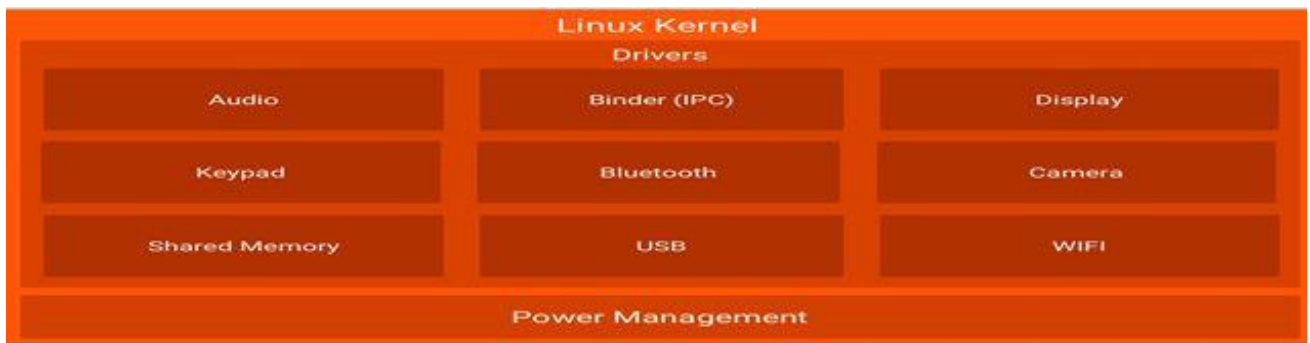 Linux Kernel
Drivers
Audio
Binder (IPC)
Display
Keypad
Bluetooth
Camera
Shared Memory
USB
WIFI
Power Management